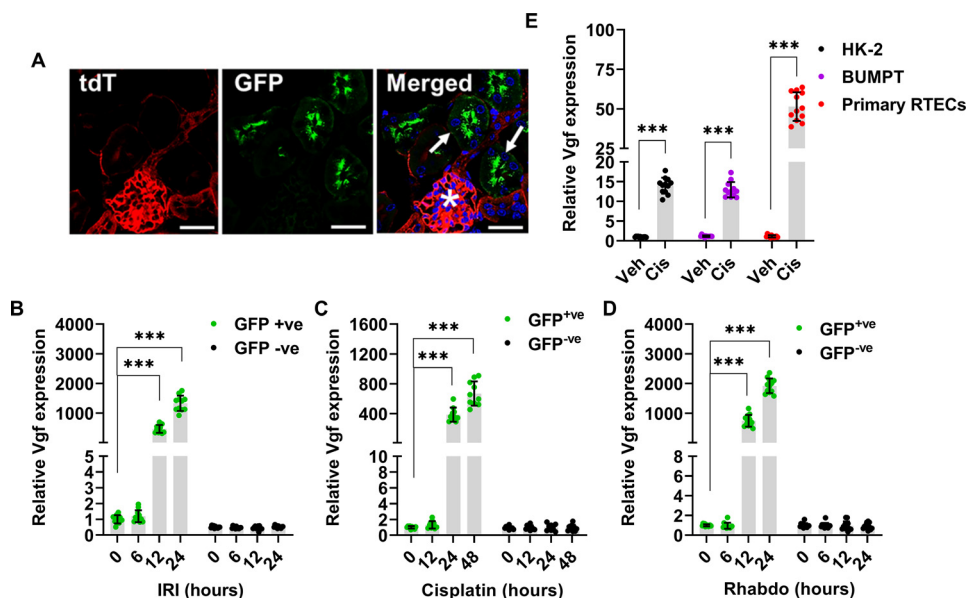 A
tdT
GFP
Merged
*
E
Relative Vgf expression
100
75
50
25
20
15
10
5
0
***
***
***
HK-2
BUMPT
Primary RTECs
Veh
Cis
Veh
Cis
Veh
Cis
B
Relative Vgf expression
4000
3000
2000
1000
5
4
3
2
1
0
***
***
GFP +ve
GFP -ve
0
6
12
24
0
6
12
24
IRI (hours)
C
Relative Vgf expression
1600
1200
800
400
10
8
6
4
2
0
***
***
GFP+ve
GFP-ve
0
12
24
48
0
12
24
48
Cisplatin (hours)
D
Relative Vgf expression
4000
3000
2000
1000
10
8
6
4
2
0
***
***
GFP+ve
GFP-ve
0
6
12
24
0
6
12
24
Rhabdo (hours)